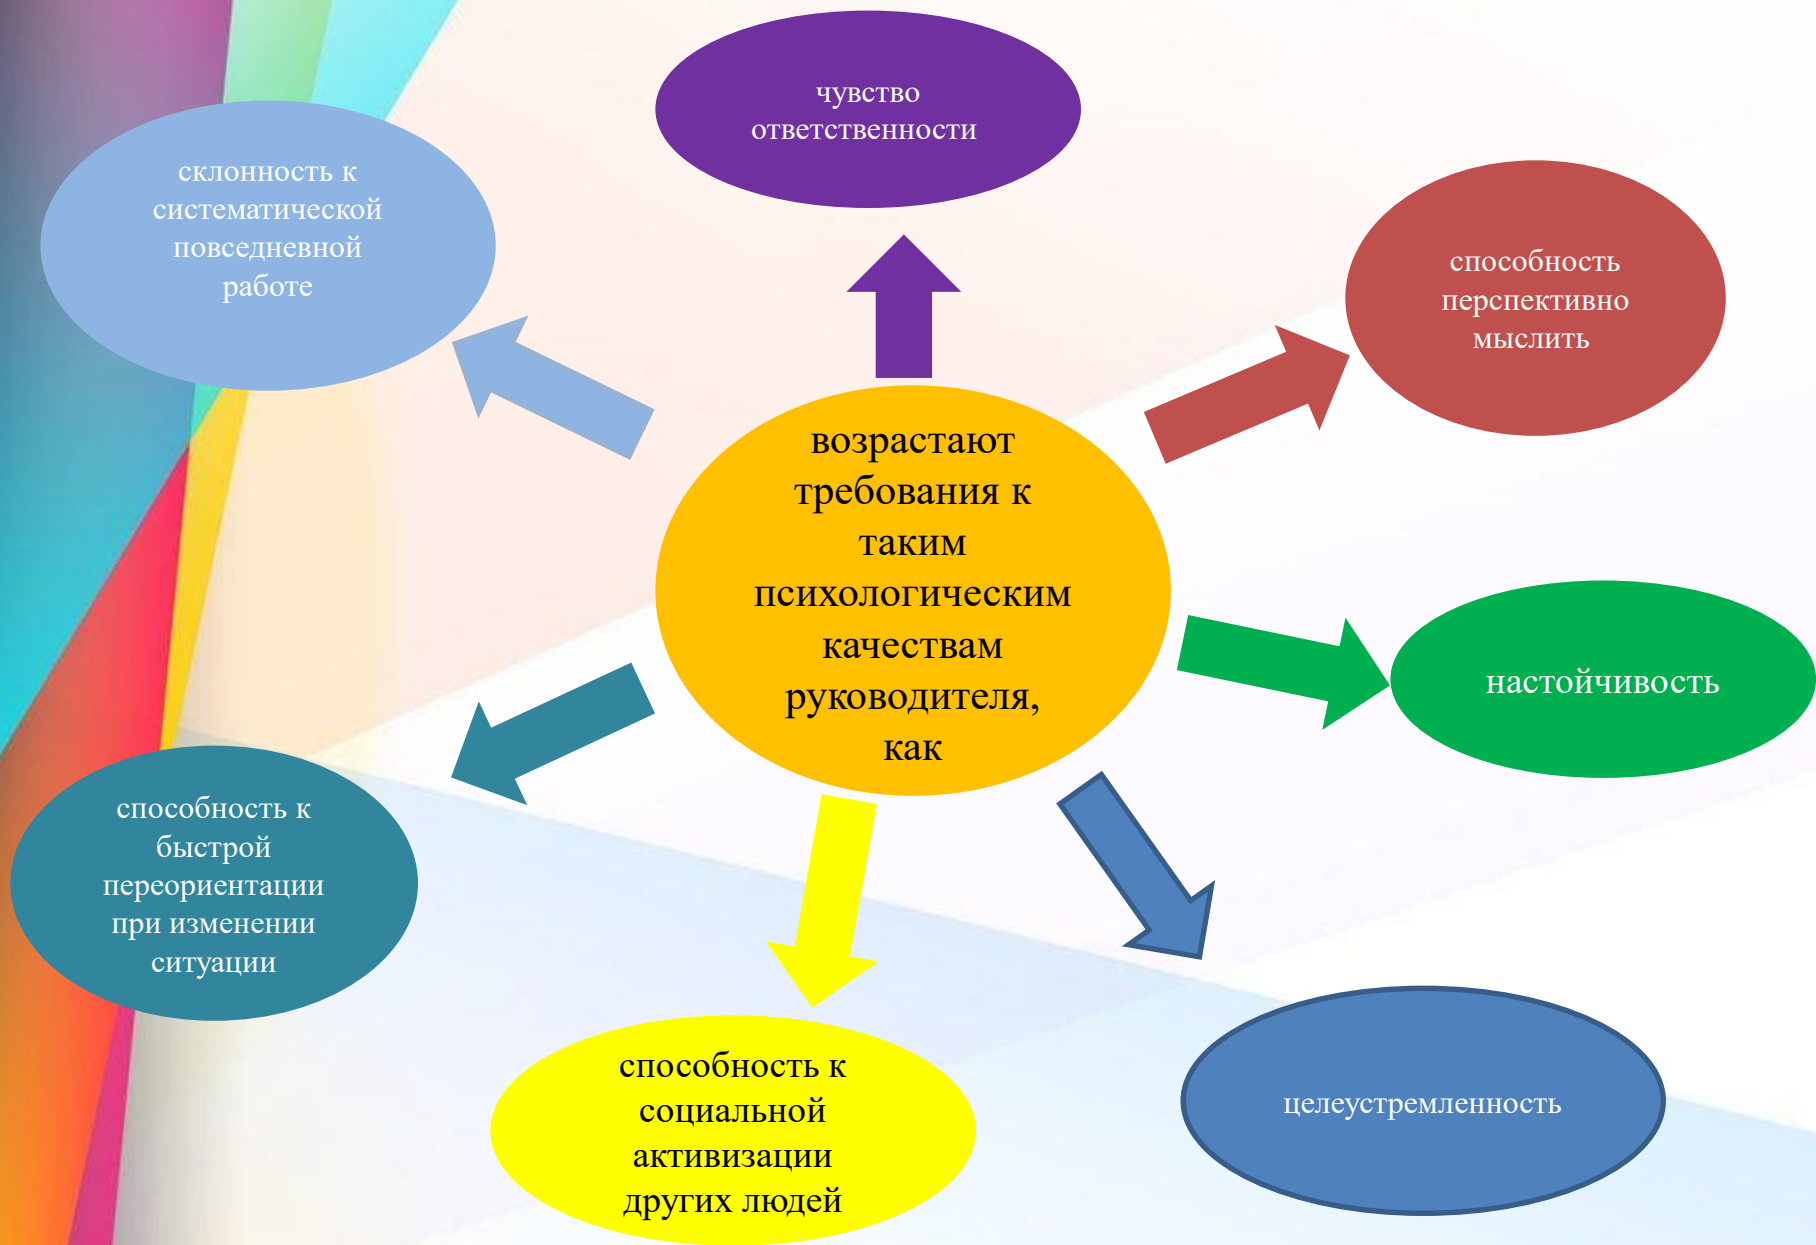 чувство
ответственности
склонность к
систематической
повседневной
работе
способность
перспективно
мыслить
возрастают
требования к
таким
психологическим
качествам
руководителя,
как
настойчивость
способность к
быстрой
переориентации
при изменении
ситуации
способность к
социальной
активизации
других людей
целеустремленность